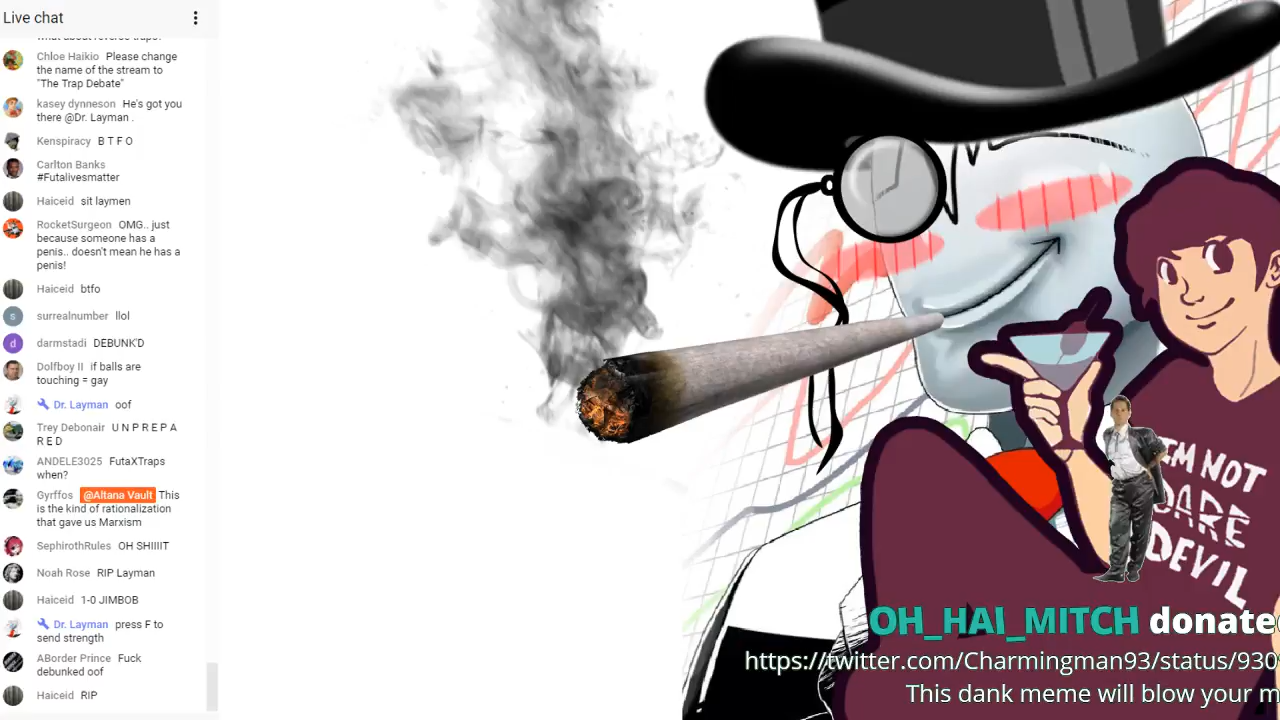 Live chat
what about reverse traps?
Chloe Haikio Please change
the name of the stream to
"The Trap Debate"
kasey dynneson He's got you
there @Dr. Layman .
Kenspiracy B T F O
Carlton Banks
#Futalivesmatter
Haiceid sit laymen
RocketSurgeon OMG.. just
because someone has a
penis.. doesn't mean he has a
penis!
Haiceid btfo
surrealnumber llol
d darmstadi DEBUNK'D
Dolfboy II if balls are
touching = gay
Dr. Layman oof
Trey Debonair U N P R E P A
R E D
ANDELE3025 FutaXTraps
when?
Gyrffos @Altana Vault This
is the kind of rationalization
that gave us Marxism
SephirothRules OH SHIIIIT
Noah Rose RIP Layman
Haiceid 1-0 JIMBOB
Dr. Layman press F to
send strength
ABorder Prince Fuck
debunked oof
Haiceid RIP
I'M NOT
DARE
DEVIL
OH_HAI_MITCH donate
https://twitter.com/Charmingman93/status/930
This dank meme will blow your m